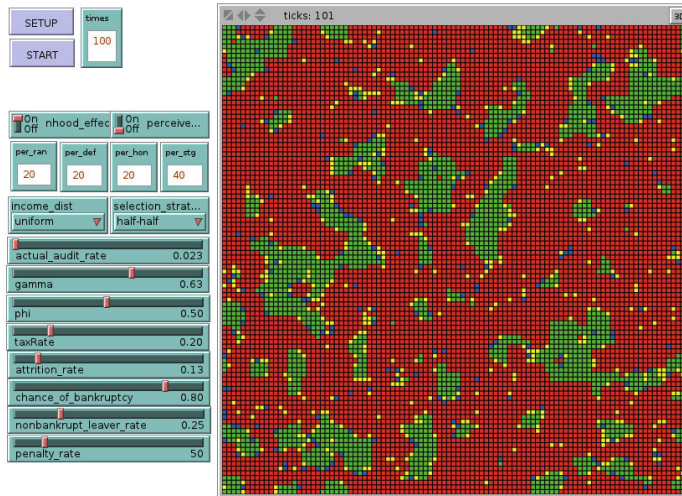 SETUP
times
100
START
ticks: 101
3D
On
Off
nhood_effec
On
Off
perceive...
per_ran
20
per_def
20
per_hon
20
per_stg
40
income_dist
uniform
selection_strat...
half-half
actual_audit_rate 0.023
gamma 0.63
phi 0.50
taxRate 0.20
attrition_rate 0.13
chance_of_bankruptcy 0.80
nonbankrupt_leaver_rate 0.25
penalty_rate 50